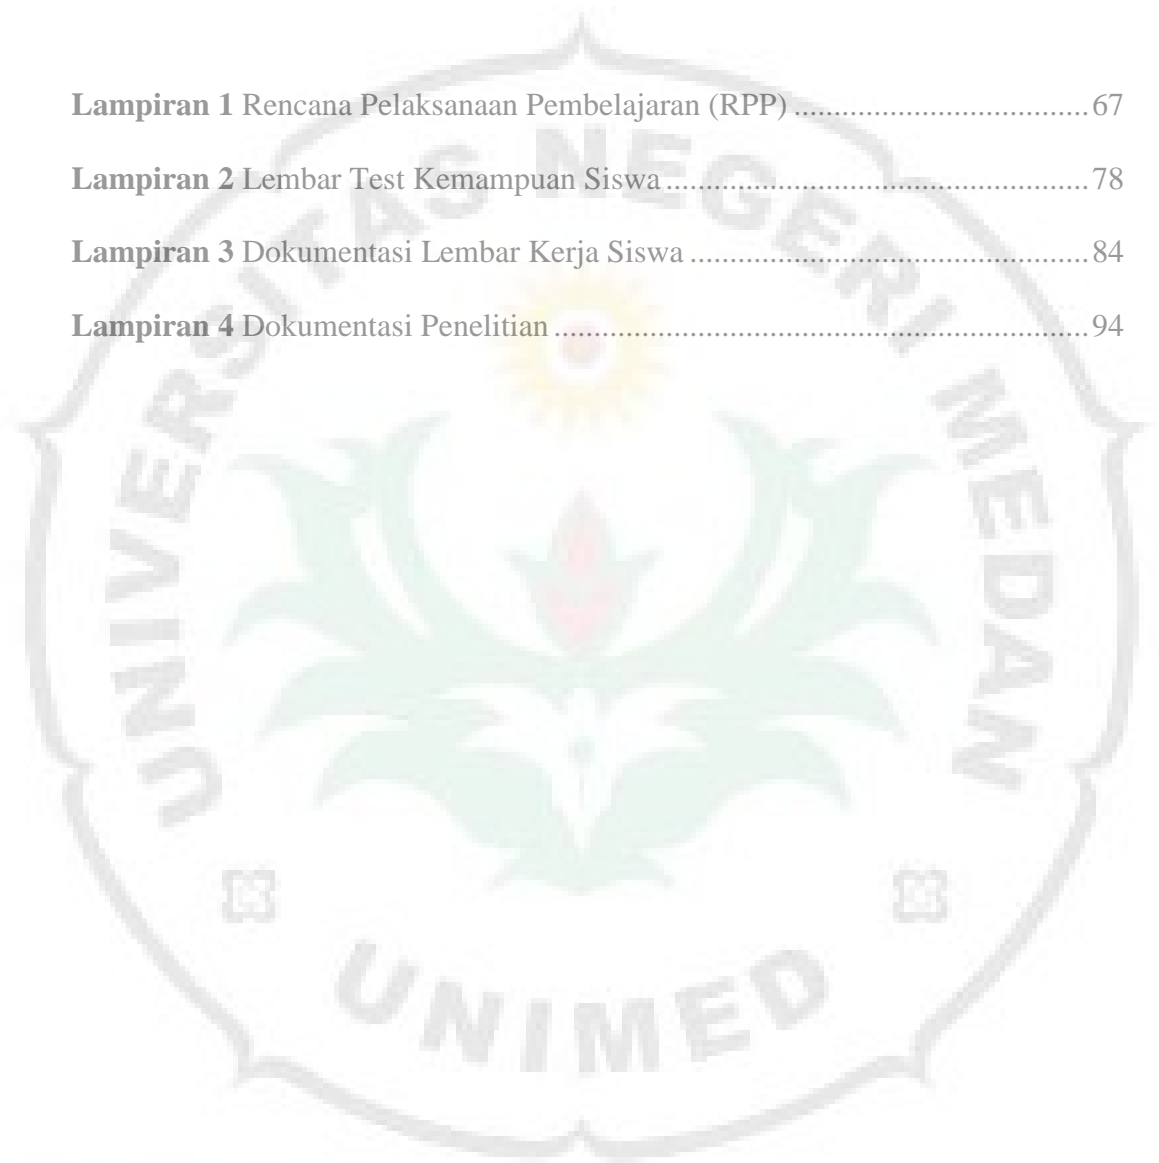 Lampiran 1 Rencana Pelaksanaan Pembelajaran (RPP) ..................................... 67
Lampiran 2 Lembar Test Kemampuan Siswa ..................................................... 78
Lampiran 3 Dokumentasi Lembar Kerja Siswa .................................................. 84
Lampiran 4 Dokumentasi Penelitian ................................................................... 94
UNIVERSITAS NEGERI MEDAN
UNIMED